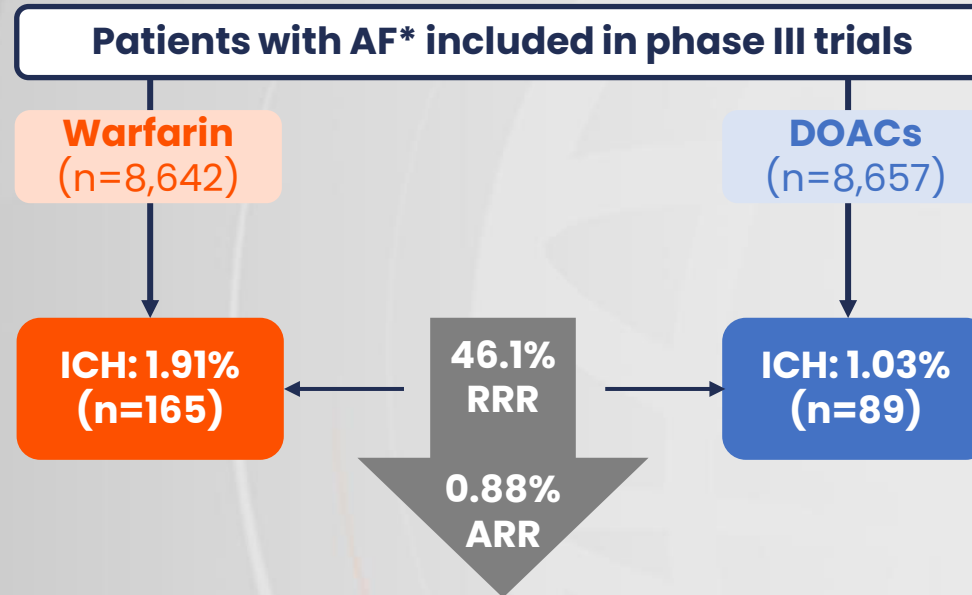 Patients with AF* included in phase III trials
Warfarin
(n=8,642)
DOACs
(n=8,657)
ICH: 1.91%
(n=165)
46.1%
RRR
0.88%
ARR
ICH: 1.03%
(n=89)